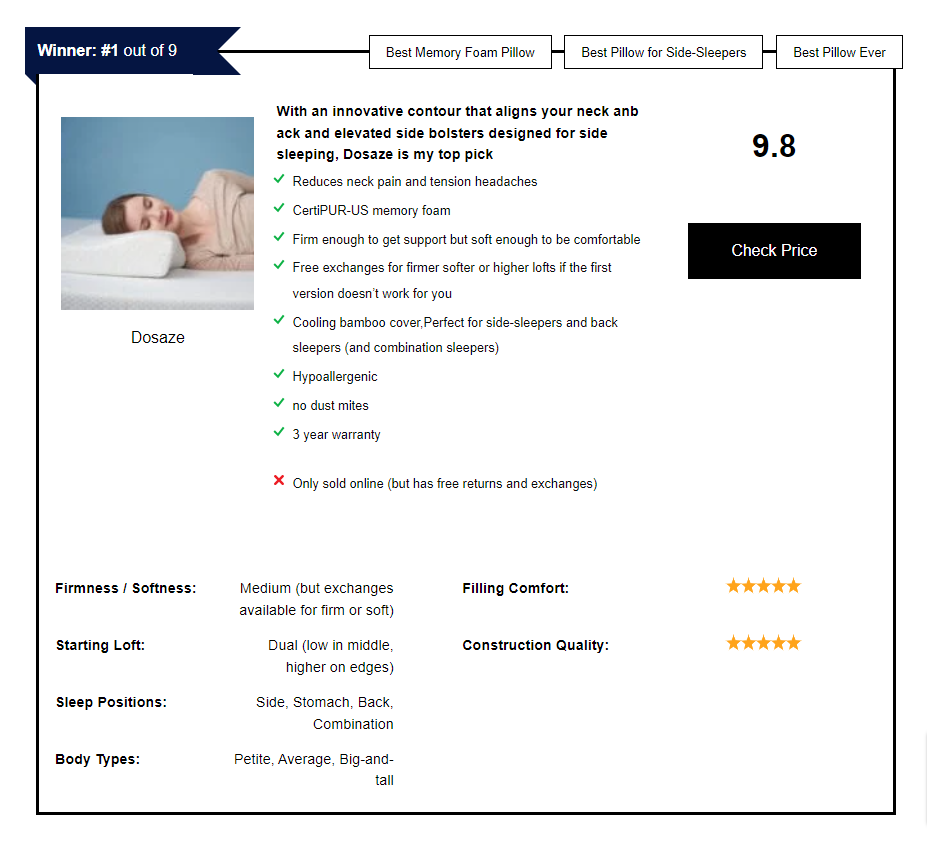 Winner: #1 out of 9
Best Memory Foam Pillow
Best Pillow for Side-Sleepers
Best Pillow Ever
With an innovative contour that aligns your neck anb
ack and elevated side bolsters designed for side
sleeping, Dosaze is my top pick
Reduces neck pain and tension headaches
CertiPUR-US memory foam
Firm enough to get support but soft enough to be comfortable
Free exchanges for firmer softer or higher lofts if the first
version doesn’t work for you
Cooling bamboo cover,Perfect for side-sleepers and back
sleepers (and combination sleepers)
Hypoallergenic
no dust mites
3 year warranty
Only sold online (but has free returns and exchanges)
Dosaze
9.8
Check Price
Firmness / Softness:
Medium (but exchanges
available for firm or soft)
Starting Loft:
Dual (low in middle,
higher on edges)
Sleep Positions:
Side, Stomach, Back,
Combination
Body Types:
Petite, Average, Big-and-
tall
Filling Comfort:
Construction Quality: